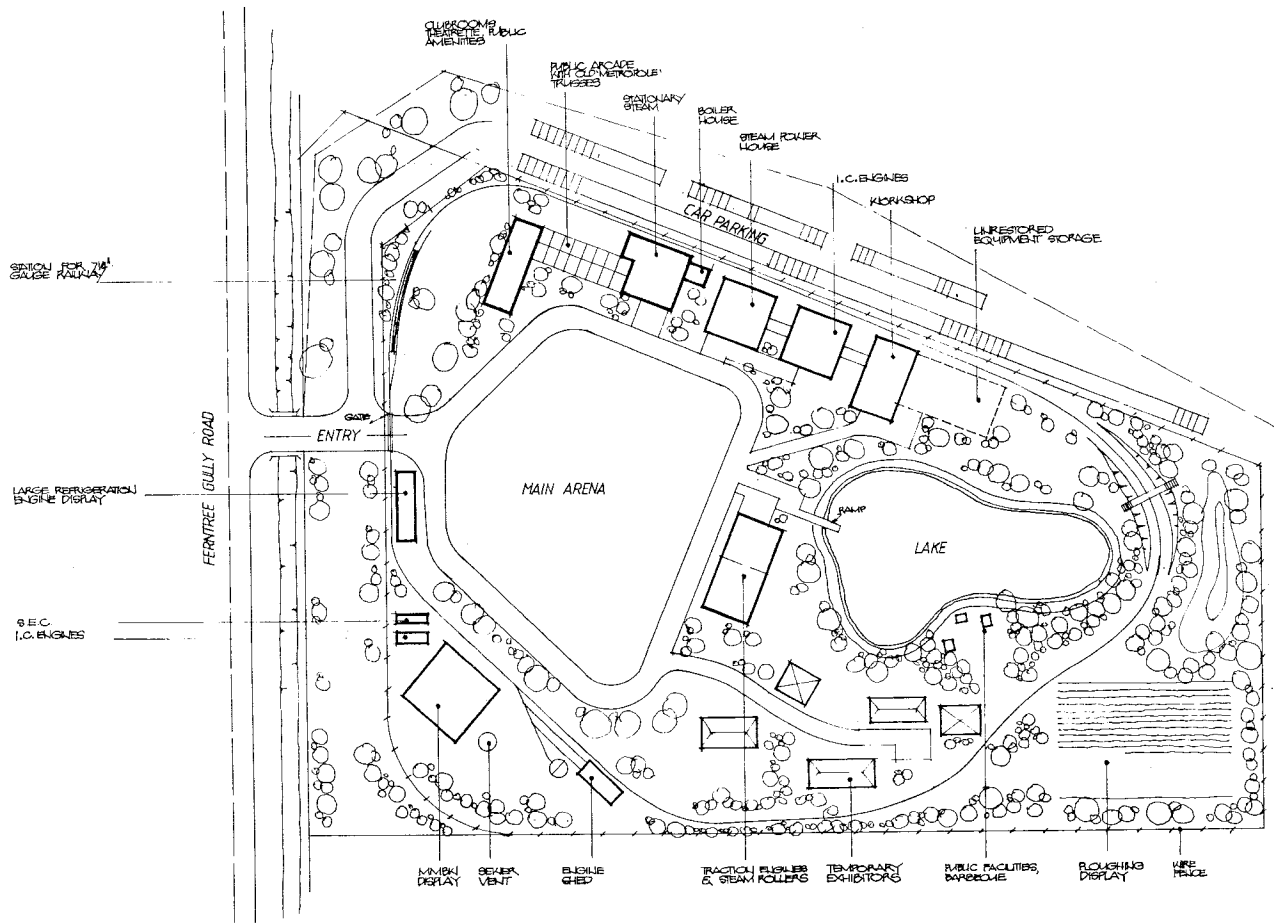 CLUBROOMS
THEATRETTE, PUBLIC
AMENITIES
PUBLIC ARCADE
WITH OLD 'METROPOLE'
TRUSSES
STATIONARY
STEAM
BOILER
HOUSE
STEAM POWER
HOUSE
I.C. ENGINES
WORKSHOP
UNRESTORED
EQUIPMENT STORAGE
CAR PARKING
STATION FOR 7¼"
GAUGE RAILWAY
GATE
ENTRY
FERNTREE GULLY ROAD
LARGE REFRIGERATION
ENGINE DISPLAY
MAIN ARENA
RAMP
LAKE
S.E.C.
I.C. ENGINES
MMBW
DISPLAY
SEWER
VENT
ENGINE
SHED
TRACTION ENGINES
& STEAM ROLLERS
TEMPORARY
EXHIBITORS
PUBLIC FACILITIES,
BARBECUE
PLOUGHING
DISPLAY
WIRE
FENCE